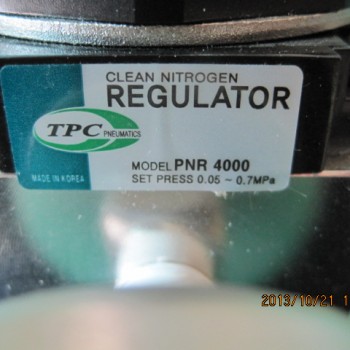 CLEAN NITROGEN
REGULATOR
TPC PNEUMATICS
MODEL PNR 4000
MADE IN KOREA
SET PRESS 0.05 ~ 0.7MPa
2013/10/21 1